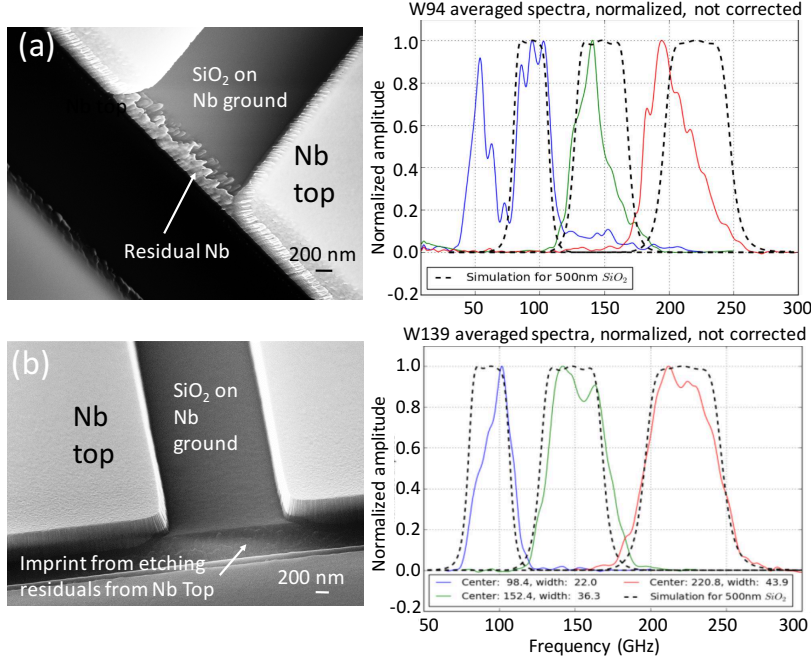 (a)
SiO₂ on
Nb ground
Nb top
Nb
top
Residual Nb
200 nm
W94 averaged spectra, normalized, not corrected
Normalized amplitude
1.0
0.8
0.6
0.4
0.2
0.0
-0.2
Simulation for 500nm SiO₂
50 100 150 200 250 300
(b)
Nb
top
SiO₂ on
Nb
ground
Imprint from etching
residuals from Nb Top
200 nm
W139 averaged spectra, normalized, not corrected
Normalized amplitude
1.0
0.8
0.6
0.4
0.2
0.0
-0.2
Center: 98.4, width: 22.0
Center: 152.4, width: 36.3
Center: 220.8, width: 43.9
Simulation for 500nm SiO₂
50 100 150 200 250 300
Frequency (GHz)